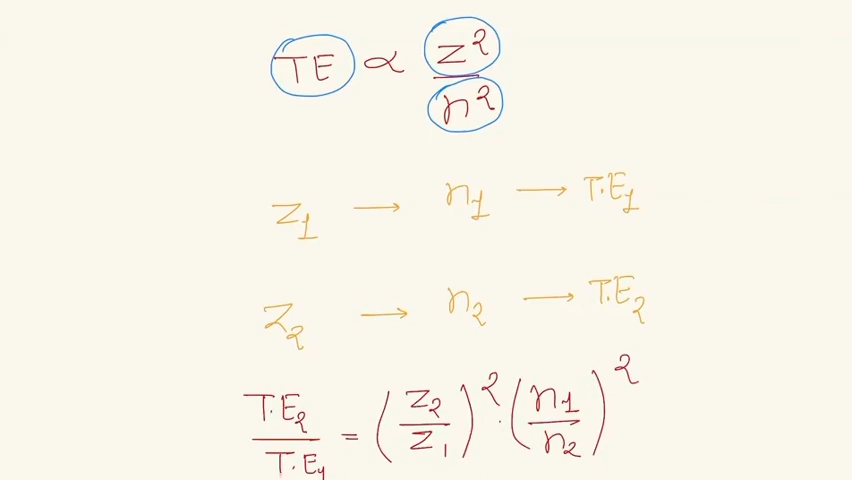 TE ∝ Z²/n²
Z₁ → n₁ → T.E₁
Z₂ → n₂ → T.E₂
T.E₂/T.E₁ = (Z₂/Z₁)² · (n₁/n₂)²